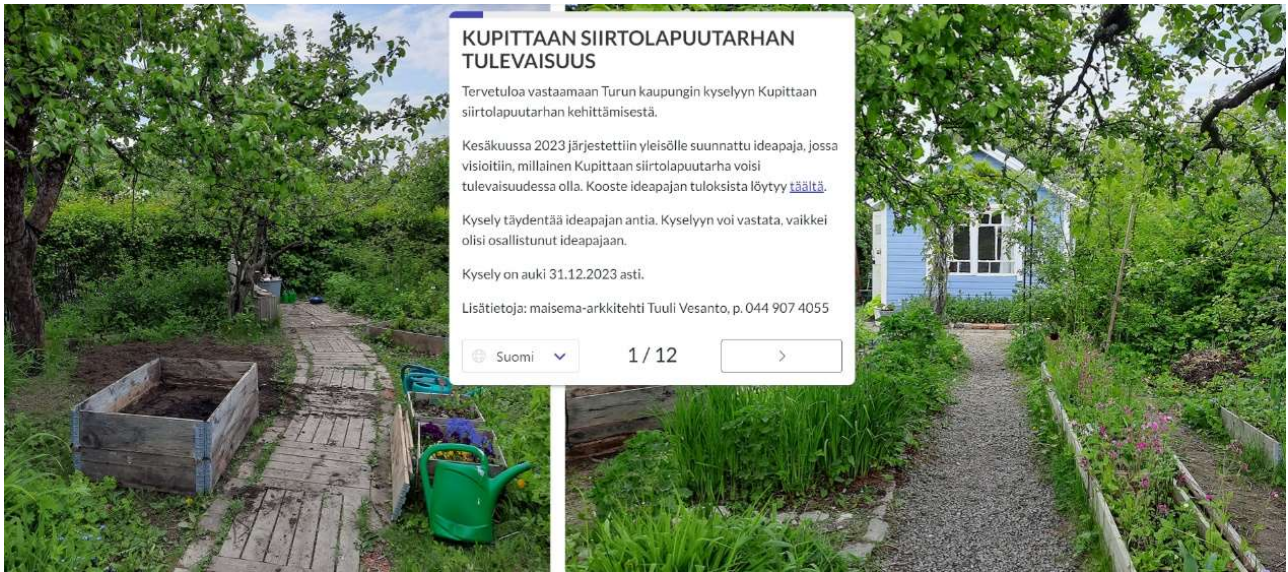 KUPITTAAN SIIRTOLAPUUTARHAN
TULEVAISUUS
Tervetuloa vastaamaan Turun kaupungin kyselyyn Kupittaan
siirtolapuutarhan kehittämisestä.
Kesäkuussa 2023 järjestettiin yleisölle suunnattu ideapaja, jossa
visioitiin, millainen Kupittaan siirtolapuutarha voisi
tulevaisuudessa olla. Kooste ideapajan tuloksista löytyy täältä.
Kysely täydentää ideapajan antia. Kyselyyn voi vastata, vaikkei
olisi osallistunut ideapajaan.
Kysely on auki 31.12.2023 asti.
Lisätietoja: maisema-arkkitehti Tuuli Vesanto, p. 044 907 4055
Suomi 1 / 12 >